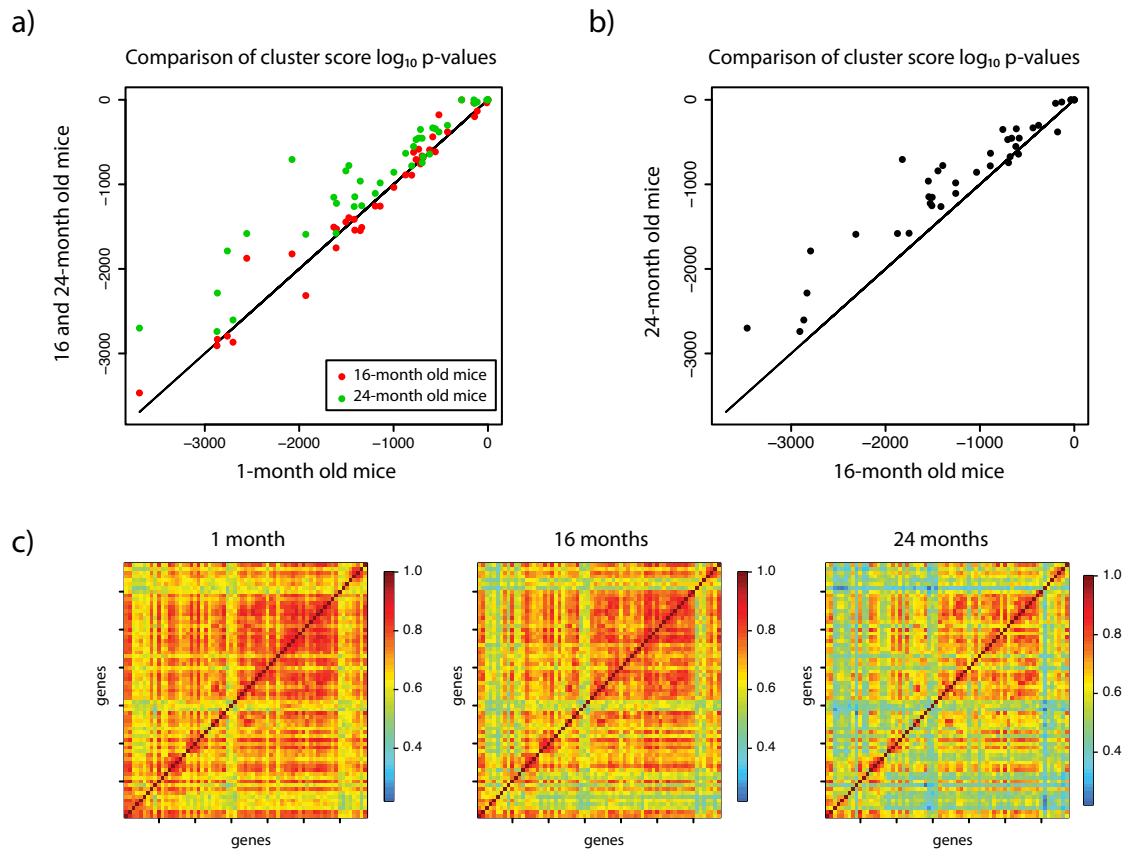 a)
Comparison of cluster score log₁₀ p-values
16 and 24-month old mice
0
−1000
−2000
−3000
−3000
−2000
−1000
0
1-month old mice
16-month old mice
24-month old mice
b)
Comparison of cluster score log₁₀ p-values
24-month old mice
0
−1000
−2000
−3000
−3000
−2000
−1000
0
16-month old mice
c)
1 month
genes
genes
1.0
0.8
0.6
0.4
16 months
genes
genes
1.0
0.8
0.6
0.4
24 months
genes
genes
1.0
0.8
0.6
0.4